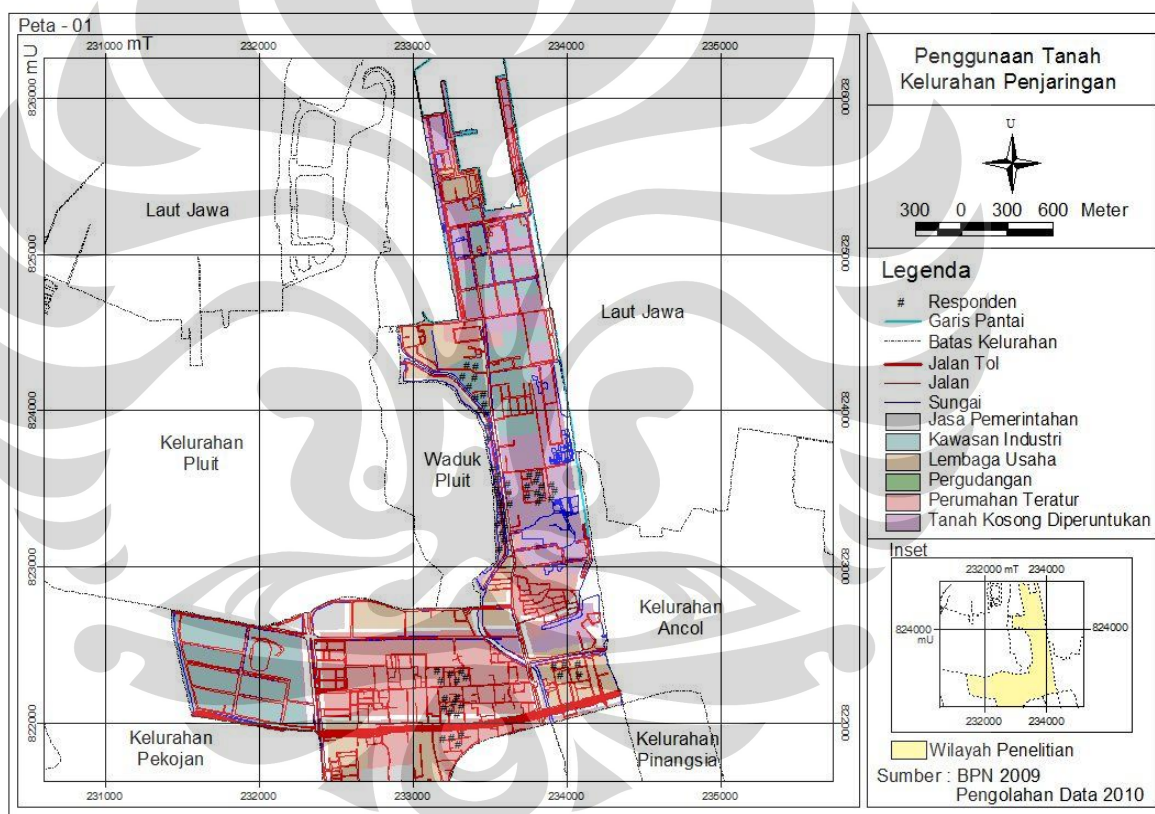 Peta - 01
231000 mT 232000 233000 234000 235000
826000 mU
825000
824000
823000
822000
Laut Jawa
Laut Jawa
Kelurahan
Pluit
Waduk
Pluit
Kelurahan
Ancol
Kelurahan
Pekojan
Kelurahan
Pinangsia
826000
825000
824000
823000
822000
231000 232000 233000 234000 235000
Penggunaan Tanah
Kelurahan Penjaringan
U
300 0 300 600 Meter
Legenda
# Responden
Garis Pantai
Batas Kelurahan
Jalan Tol
Jalan
Sungai
Jasa Pemerintahan
Kawasan Industri
Lembaga Usaha
Pergudangan
Perumahan Teratur
Tanah Kosong Diperuntukan
Inset
232000 mT 234000
824000
mU
824000
232000 234000
Wilayah Penelitian
Sumber : BPN 2009
Pengolahan Data 2010